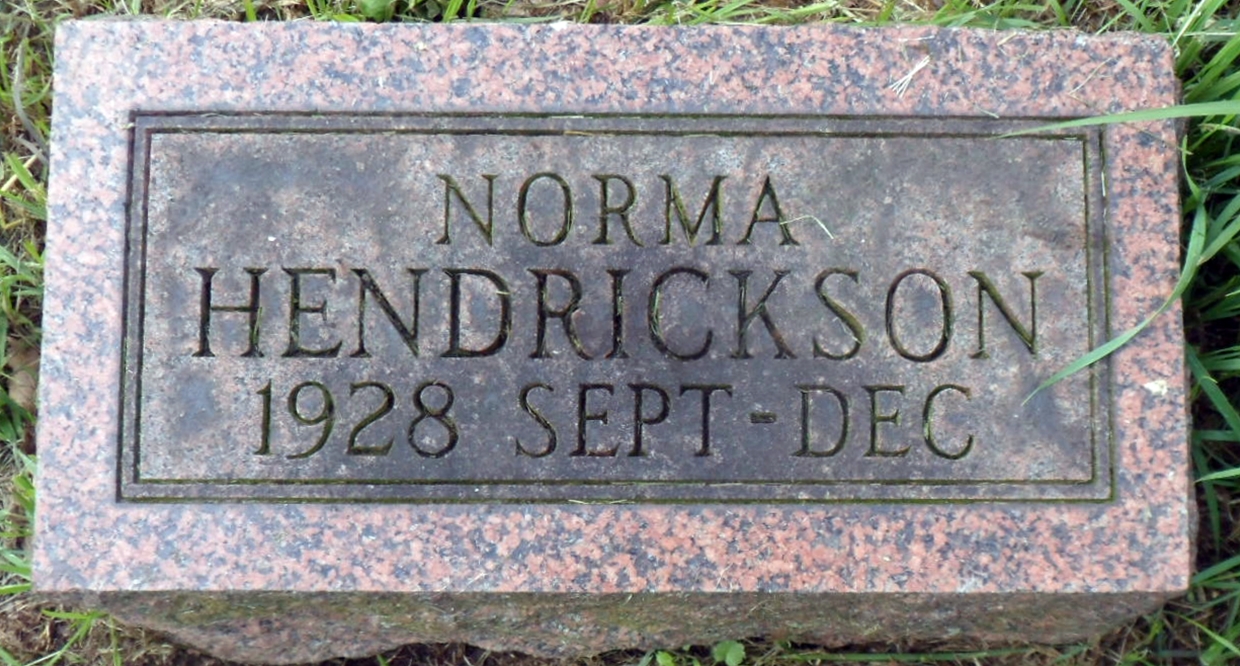 NORMA
HENDRICKSON
1928 SEPT-DEC